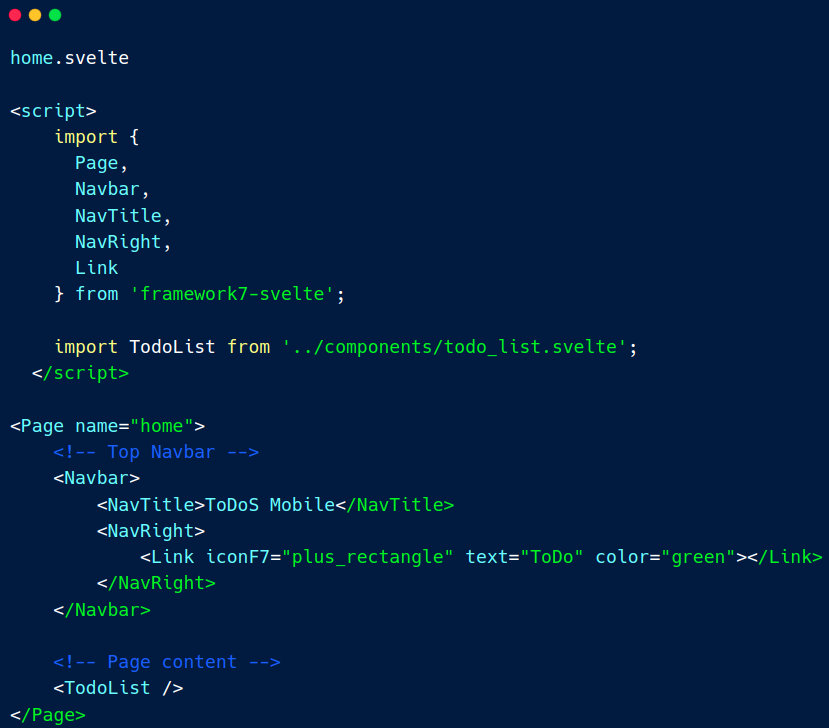 home.svelte

<script>
    import {
      Page,
      Navbar,
      NavTitle,
      NavRight,
      Link
    } from 'framework7-svelte';

    import TodoList from '../components/todo_list.svelte';
  </script>

<Page name="home">
    <!-- Top Navbar -->
    <Navbar>
        <NavTitle>ToDoS Mobile</NavTitle>
        <NavRight>
            <Link iconF7="plus_rectangle" text="ToDo" color="green"></Link>
        </NavRight>
    </Navbar>

    <!-- Page content -->
    <TodoList />
</Page>